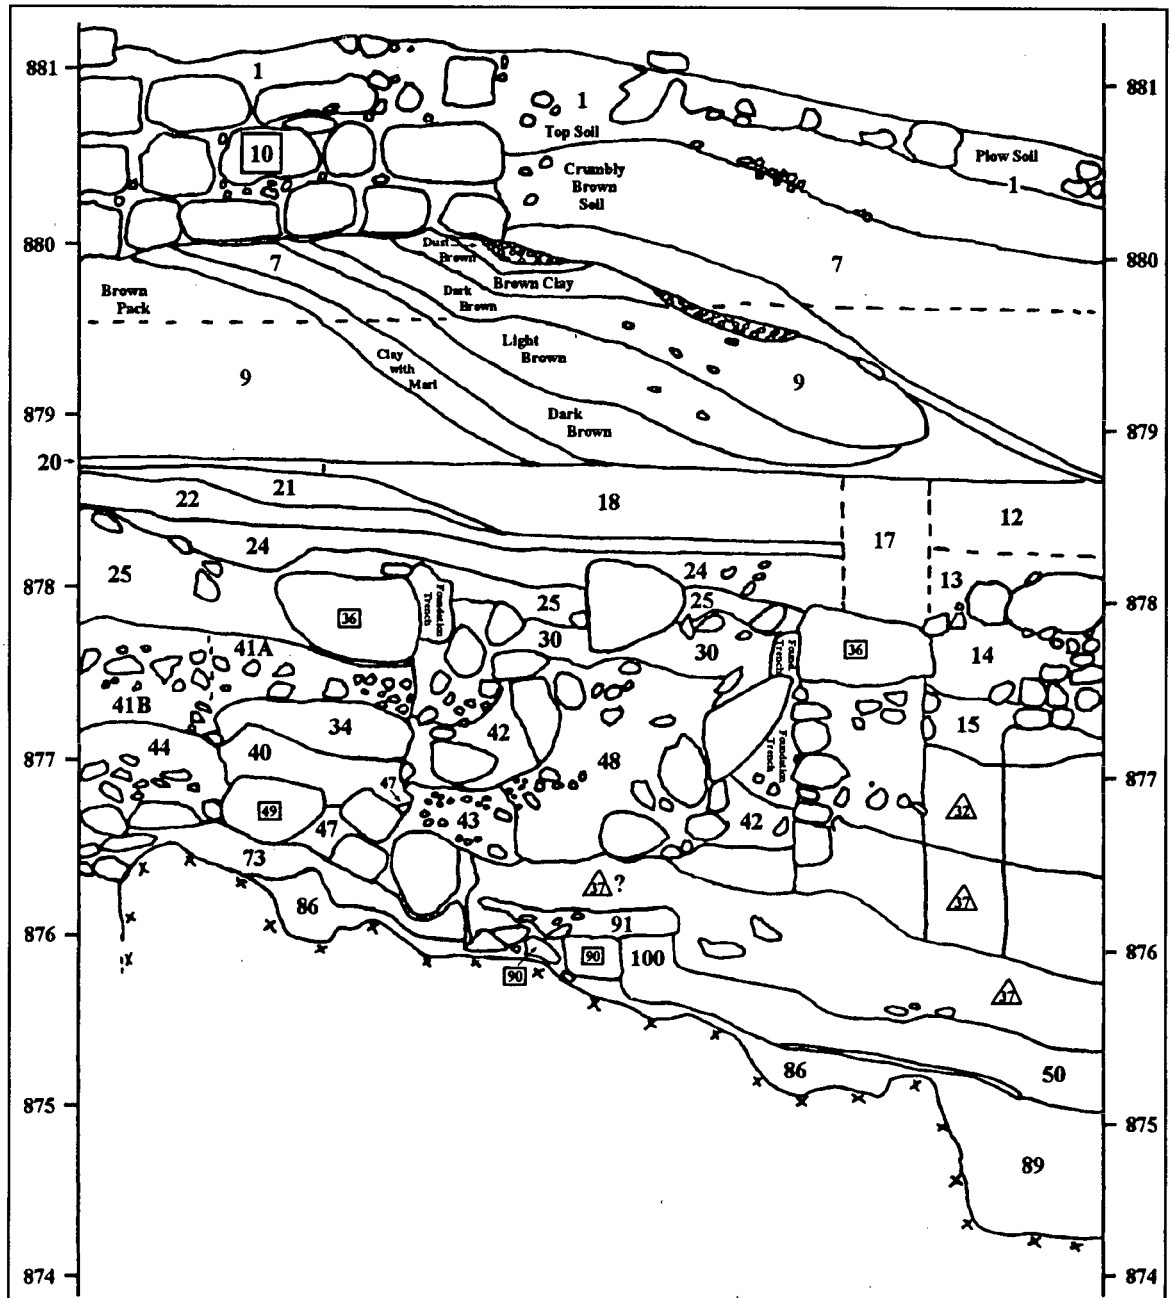 881
1
1
Top Soil
881
10
Crumbly
Brown
Soil
Plow Soil
1
880
7
Dust
Brown
Brown Clay
7
880
Brown
Pack
Dark
Brown
Light
Brown
9
Clay
with
Marl
9
879
Dark
Brown
879
20
22
21
18
17
12
24
24
13
25
Foundation
Trench
25
25
878
36
878
30
30
Found.
Trench
36
14
41A
41B
34
42
Foundation
Trench
15
44
40
48
877
47
877
49
47
43
42
37
73
37 ?
37
86
91
876
90
100
876
90
37
86
50
875
875
89
874
874